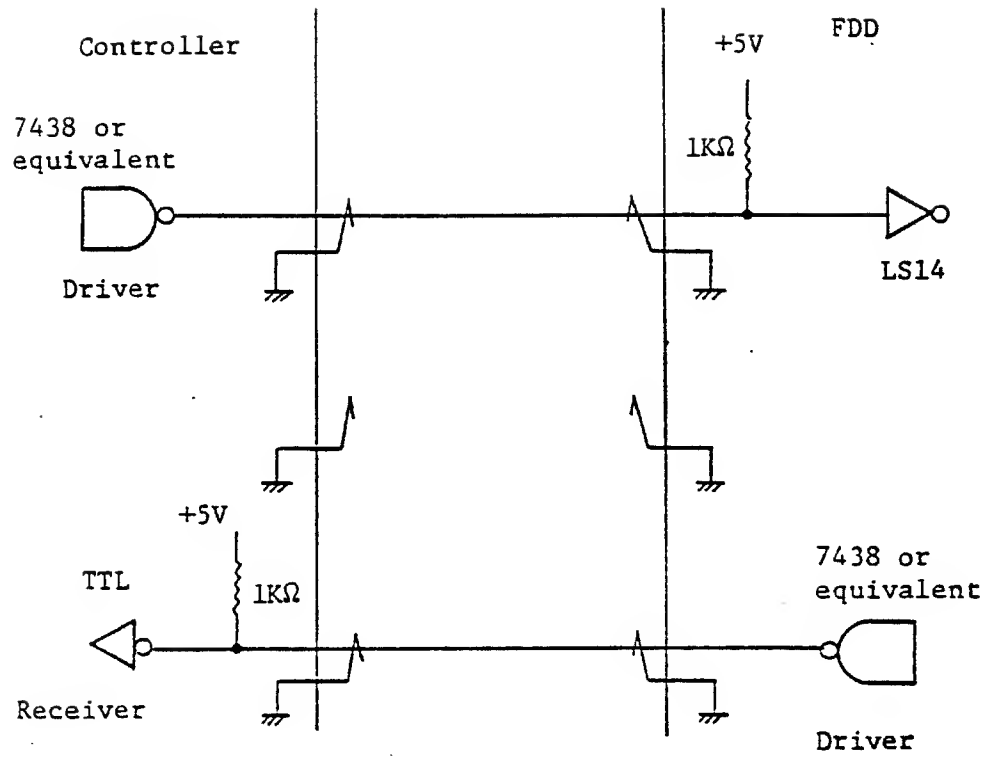 Controller
FDD
+5V
7438 or
equivalent
1KΩ
Driver
LS14
+5V
TTL
1KΩ
7438 or
equivalent
Receiver
Driver